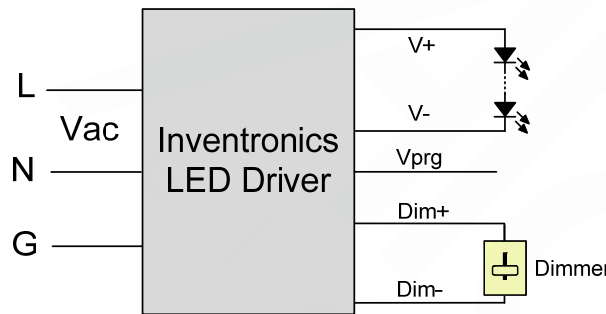 L
Vac
N
G
Inventronics
LED Driver
V+
V-
Vprg
Dim+
Dim-
Dimmer